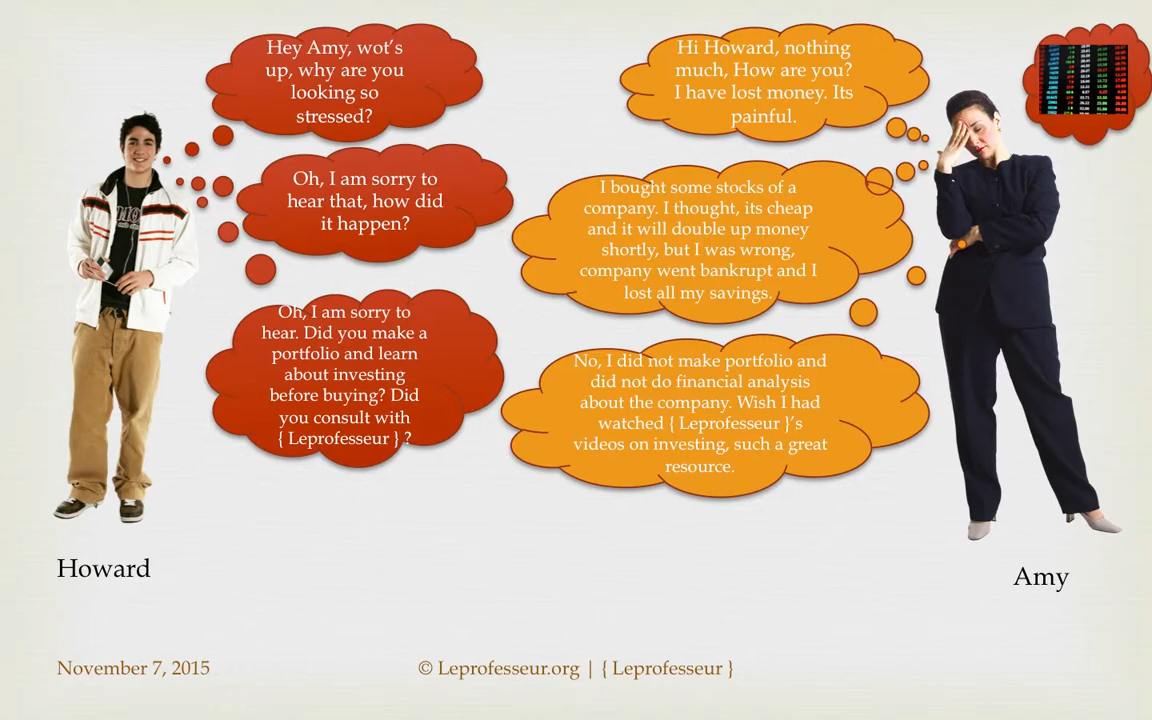 Hey Amy, wot's
up, why are you
looking so
stressed?
Hi Howard, nothing
much, How are you?
I have lost money. Its
painful.
Oh, I am sorry to
hear that, how did
it happen?
I bought some stocks of a
company. I thought, its cheap
and it will double up money
shortly, but I was wrong,
company went bankrupt and I
lost all my savings.
Oh, I am sorry to
hear. Did you make a
portfolio and learn
about investing
before buying? Did
you consult with
{ Leprofesseur } ?
No, I did not make portfolio and
did not do financial analysis
about the company. Wish I had
watched { Leprofesseur }'s
videos on investing, such a great
resource.
Howard
Amy
November 7, 2015
© Leprofesseur.org | { Leprofesseur }